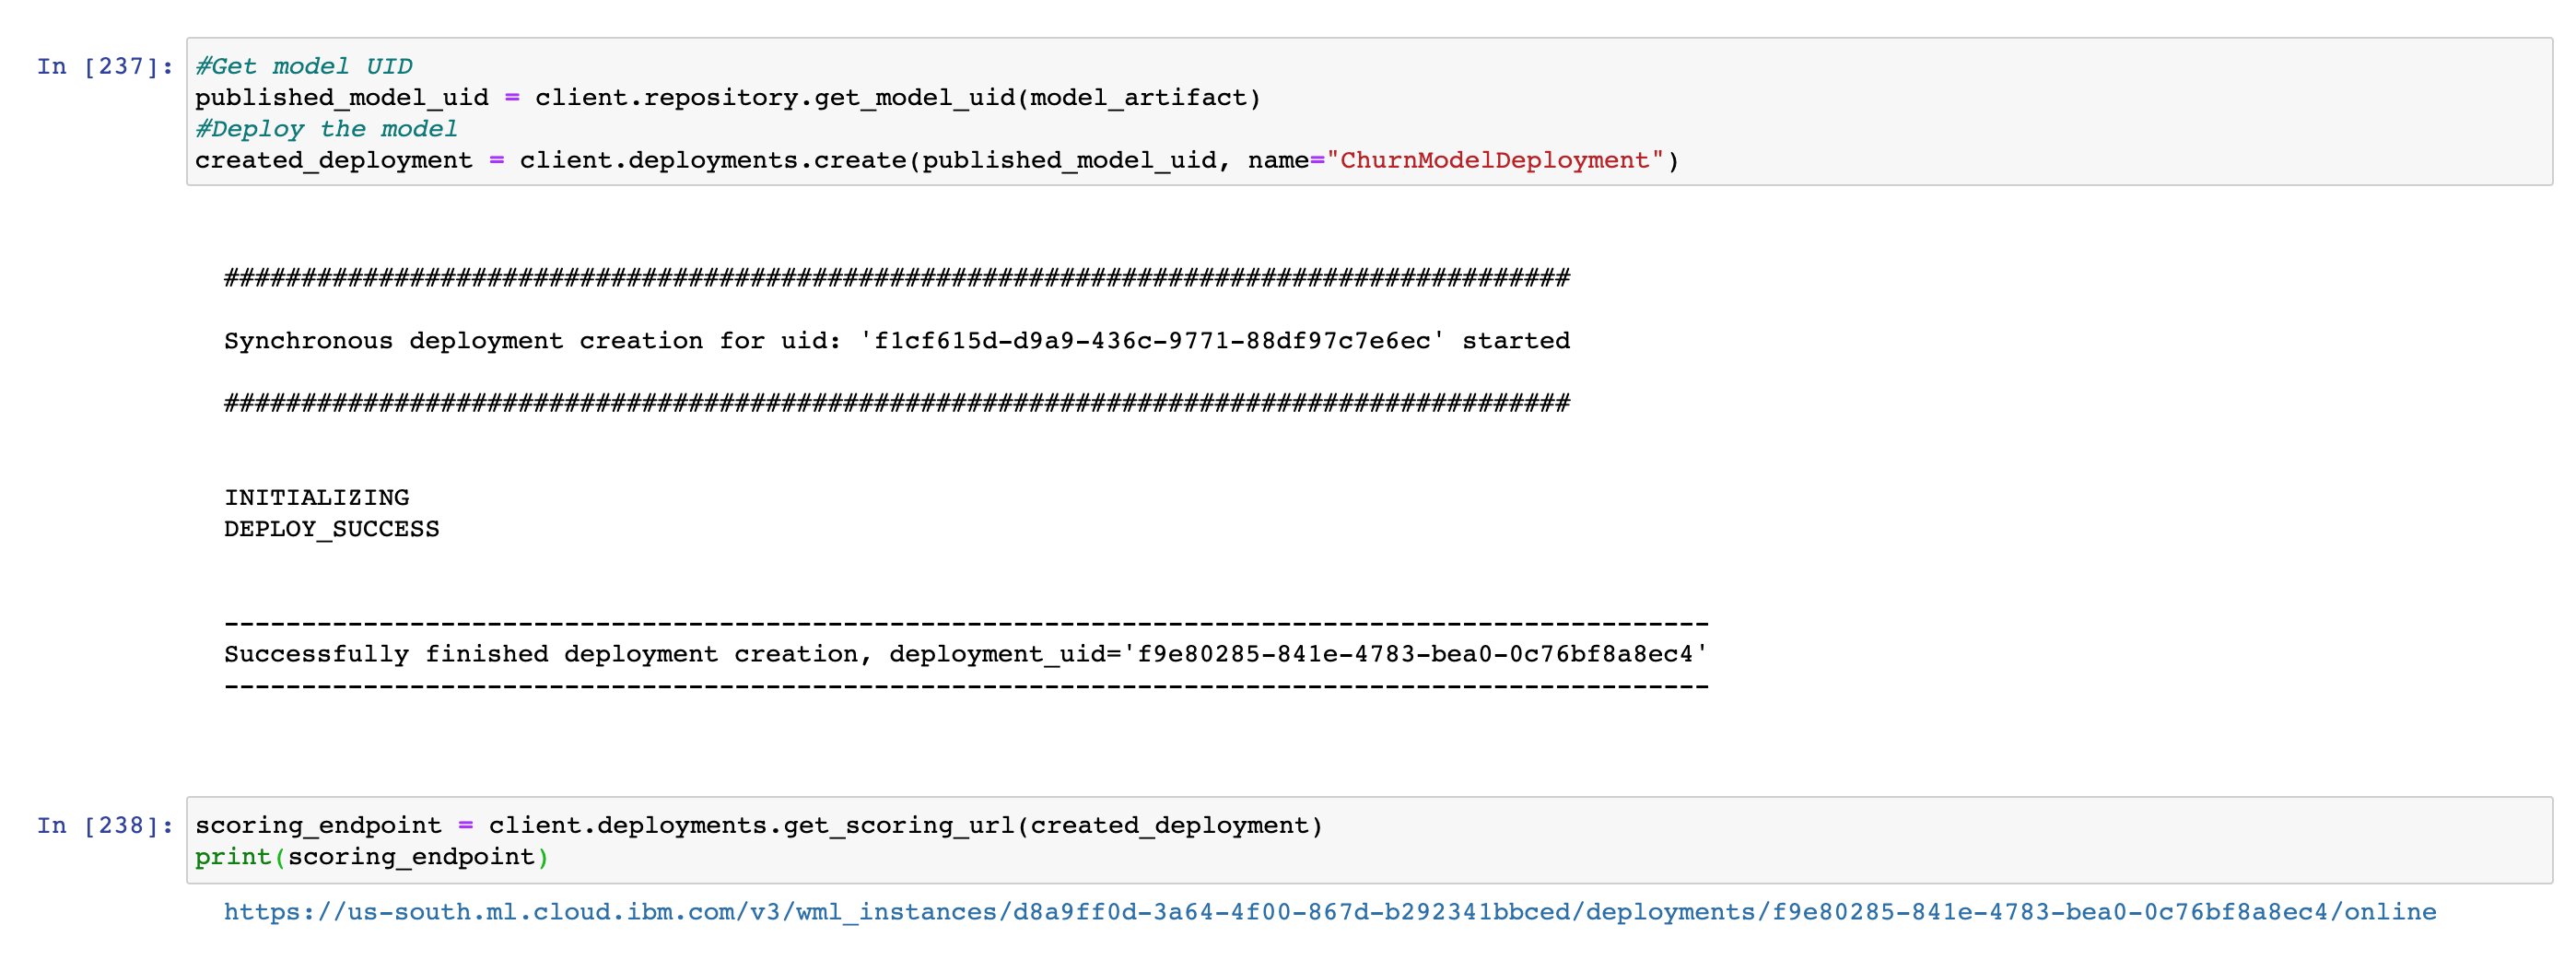 In [237]:
#Get model UID
published_model_uid = client.repository.get_model_uid(model_artifact)
#Deploy the model
created_deployment = client.deployments.create(published_model_uid, name="ChurnModelDeployment")
#######################################################################################
Synchronous deployment creation for uid: 'f1cf615d-d9a9-436c-9771-88df97c7e6ec' started
#######################################################################################
INITIALIZING
DEPLOY_SUCCESS
------------------------------------------------------------------------------------------------
Successfully finished deployment creation, deployment_uid='f9e80285-841e-4783-bea0-0c76bf8a8ec4'
------------------------------------------------------------------------------------------------
In [238]:
scoring_endpoint = client.deployments.get_scoring_url(created_deployment)
print(scoring_endpoint)
https://us-south.ml.cloud.ibm.com/v3/wml_instances/d8a9ff0d-3a64-4f00-867d-b292341bbced/deployments/f9e80285-841e-4783-bea0-0c76bf8a8ec4/online